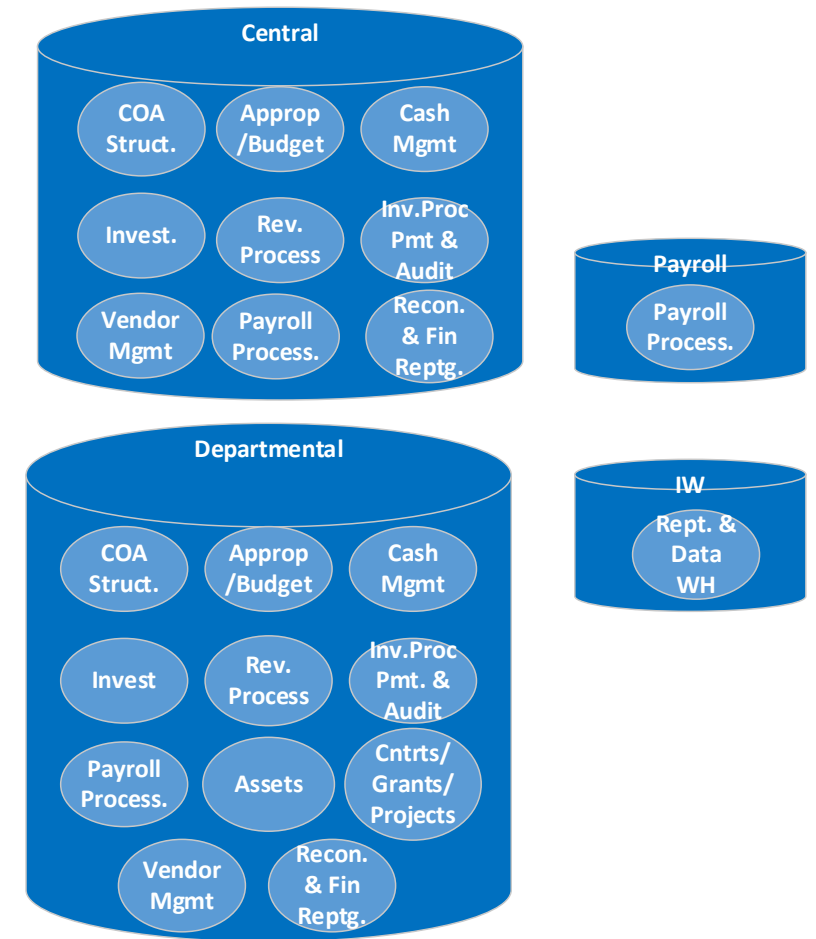 Central
COA
Struct.
Approp
/Budget
Cash
Mgmt
Invest.
Rev.
Process
Inv.Proc
Pmt &
Audit
Vendor
Mgmt
Payroll
Process.
Recon.
& Fin
Reptg.
Payroll
Payroll
Process.
Departmental
COA
Struct.
Approp
/Budget
Cash
Mgmt
Invest
Rev.
Process
Inv.Proc
Pmt. &
Audit
Payroll
Process.
Assets
Cntrts/
Grants/
Projects
Vendor
Mgmt
Recon.
& Fin
Reptg.
IW
Rept. &
Data
WH